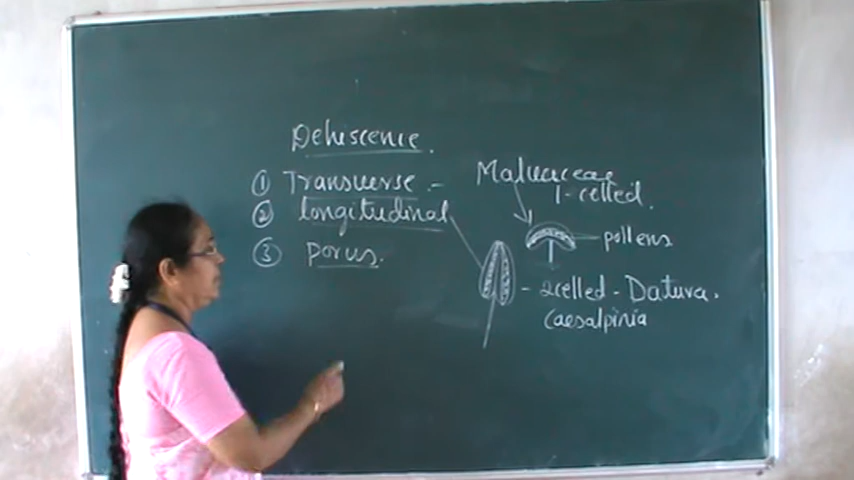 Dehiscence.
① Transverse. -
② longitudinal
③ porus.
Malvaceae
1-celled.
pollens
- 2celled - Datura.
Caesalpinia